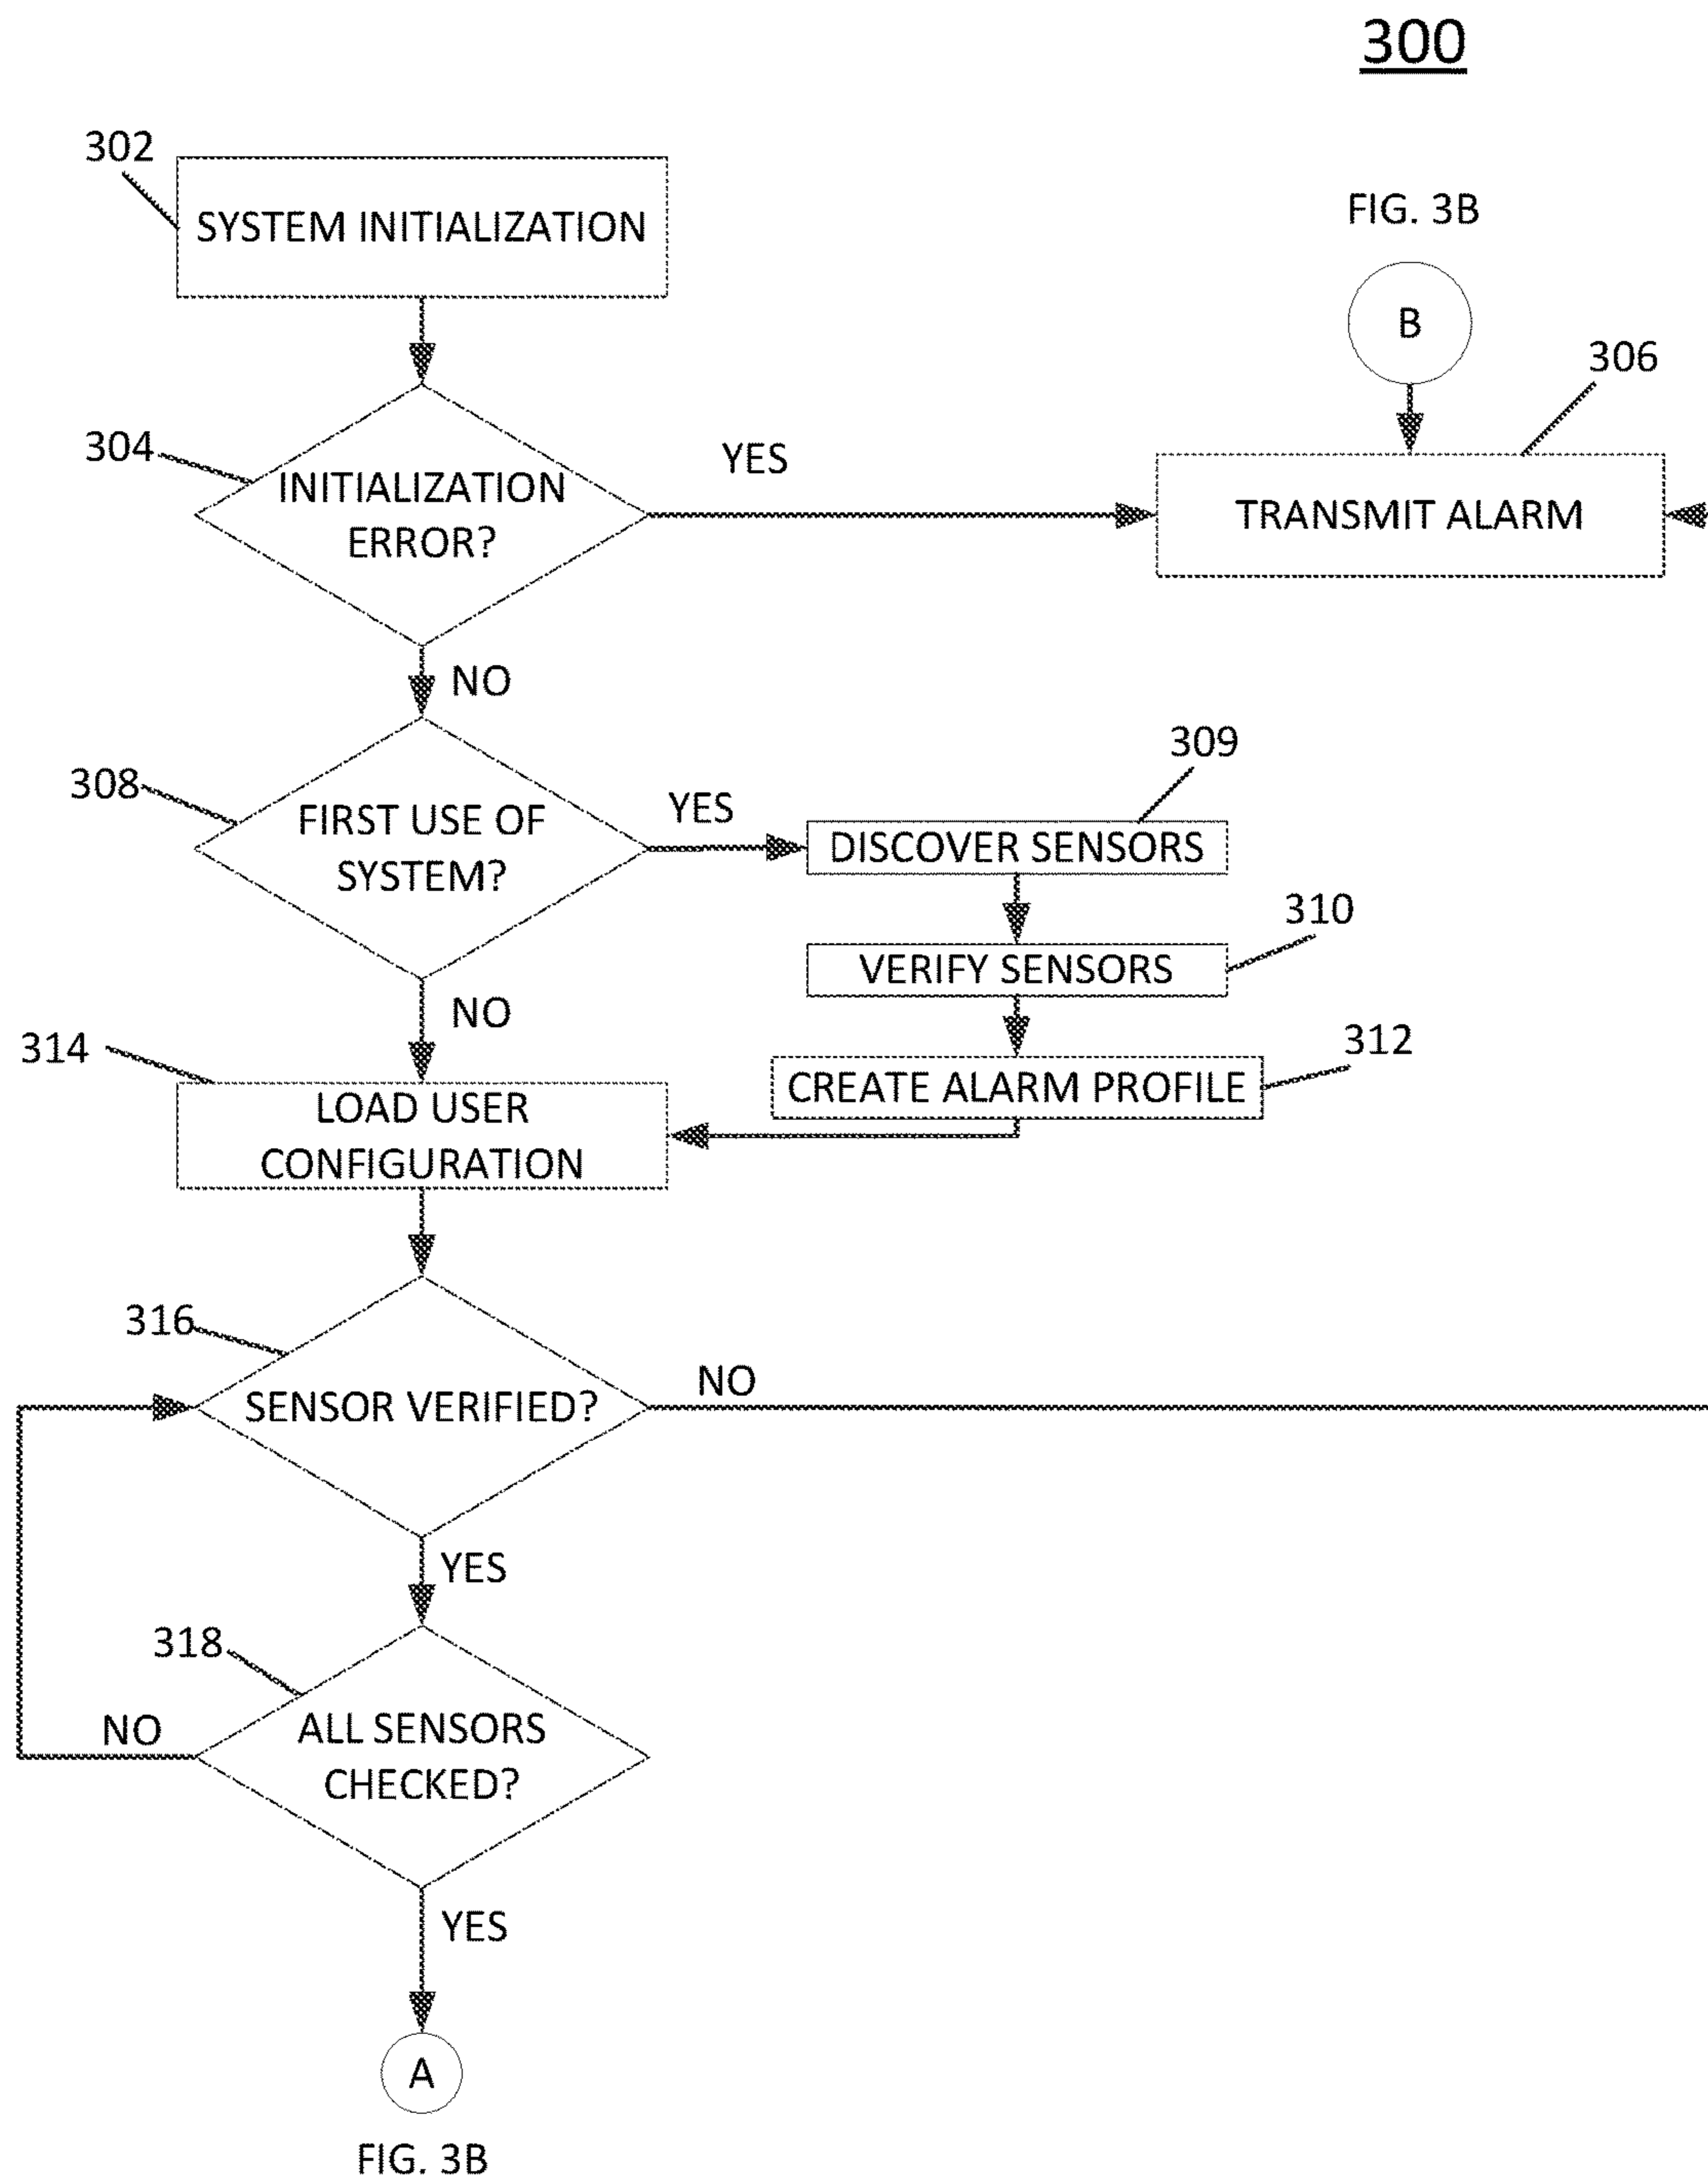 300
302
SYSTEM INITIALIZATION
FIG. 3B
B
306
304
INITIALIZATION
ERROR?
YES
TRANSMIT ALARM
NO
308
FIRST USE OF
SYSTEM?
YES
309
DISCOVER SENSORS
310
VERIFY SENSORS
NO
312
CREATE ALARM PROFILE
314
LOAD USER
CONFIGURATION
316
SENSOR VERIFIED?
NO
YES
318
ALL SENSORS
CHECKED?
NO
YES
A
FIG. 3B